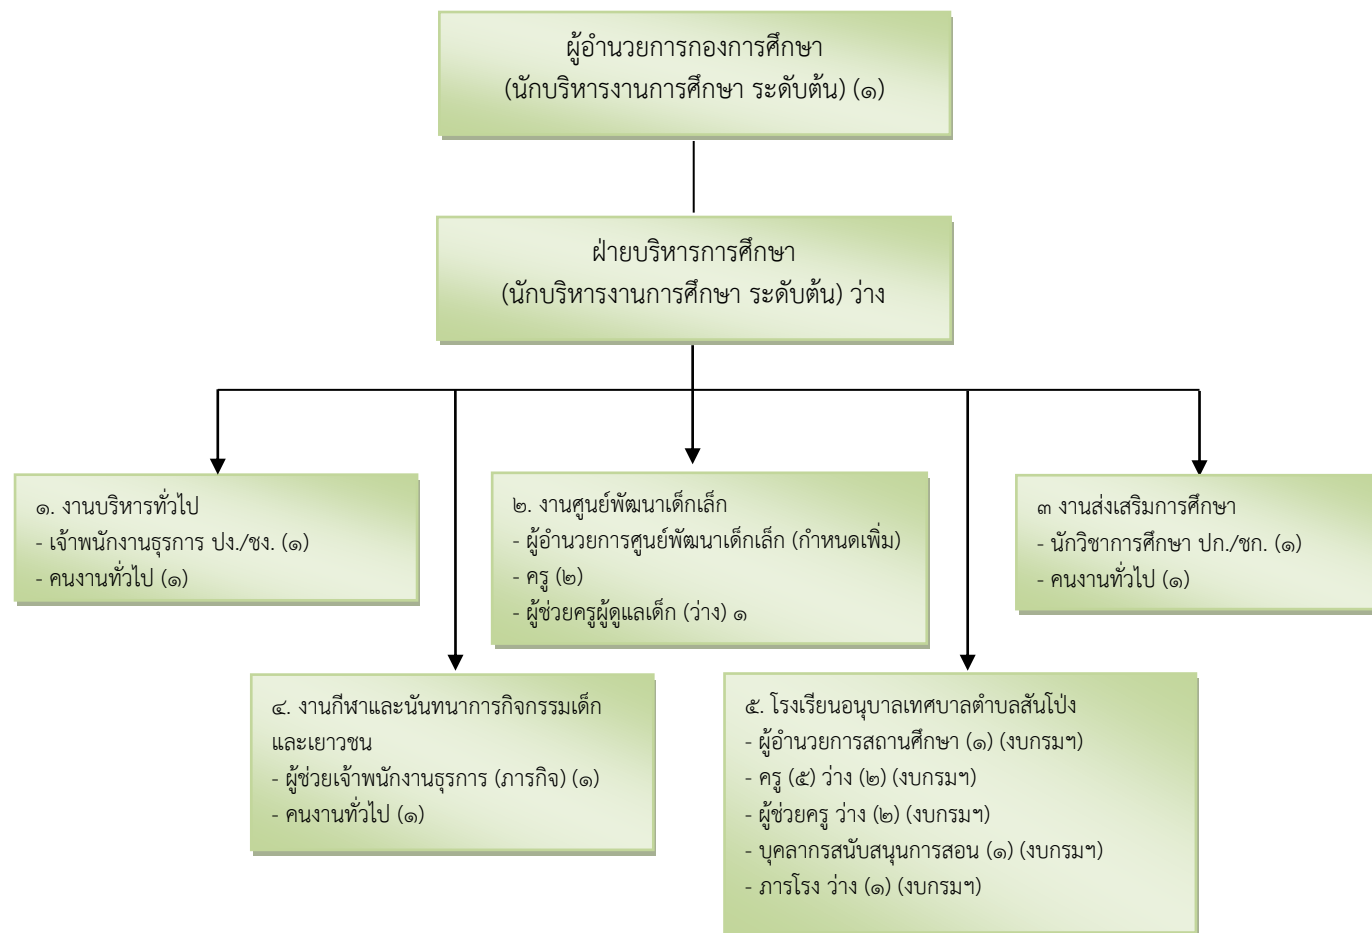 ผู้อำนวยการกองการศึกษา
(นักบริหารงานการศึกษา ระดับต้น) (๑)
ฝ่ายบริหารการศึกษา
(นักบริหารงานการศึกษา ระดับต้น) ว่าง
๑. งานบริหารทั่วไป
- เจ้าพนักงานธุรการ ปง./ชง. (๑)
- คนงานทั่วไป (๑)
๒. งานศูนย์พัฒนาเด็กเล็ก
- ผู้อำนวยการศูนย์พัฒนาเด็กเล็ก (กำหนดเพิ่ม)
- ครู (๒)
- ผู้ช่วยครูผู้ดูแลเด็ก (ว่าง) ๑
๓ งานส่งเสริมการศึกษา
- นักวิชาการศึกษา ปก./ชก. (๑)
- คนงานทั่วไป (๑)
๔. งานกีฬาและนันทนาการกิจกรรมเด็ก
และเยาวชน
- ผู้ช่วยเจ้าพนักงานธุรการ (ภารกิจ) (๑)
- คนงานทั่วไป (๑)
๕. โรงเรียนอนุบาลเทศบาลตำบลสันโป่ง
- ผู้อำนวยการสถานศึกษา (๑) (งบกรมฯ)
- ครู (๕) ว่าง (๒) (งบกรมฯ)
- ผู้ช่วยครู ว่าง (๒) (งบกรมฯ)
- บุคลากรสนับสนุนการสอน (๑) (งบกรมฯ)
- ภารโรง ว่าง (๑) (งบกรมฯ)